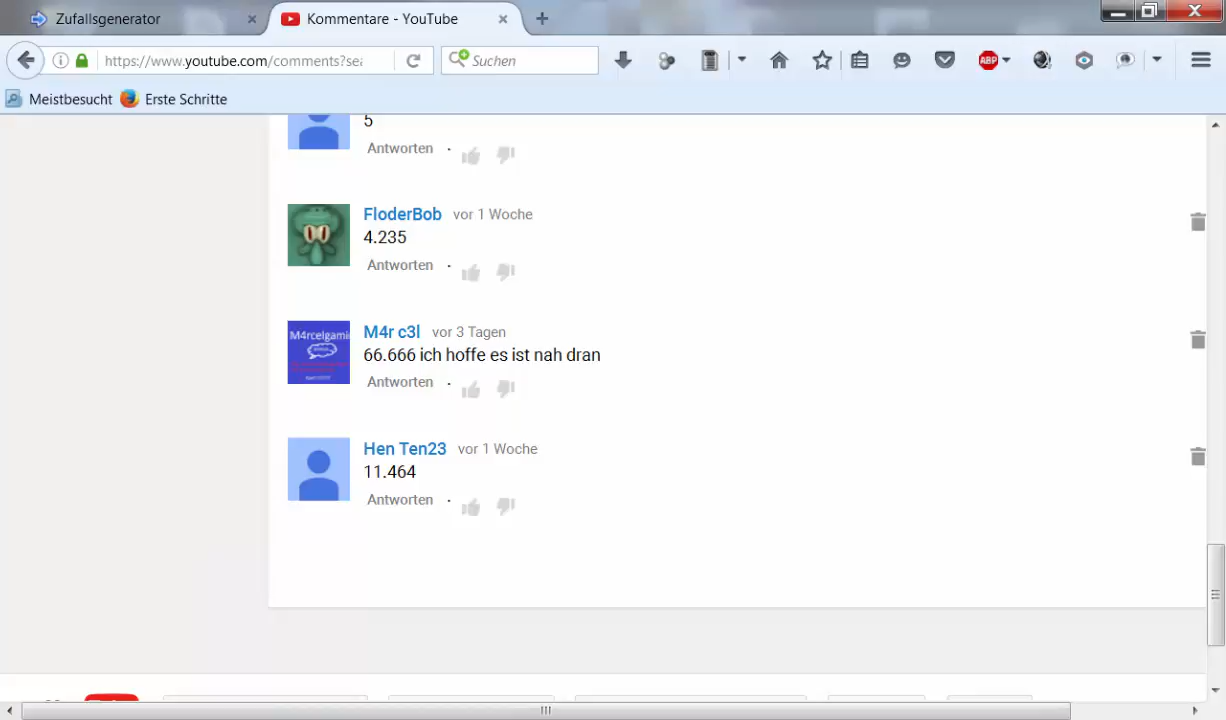 Zufallsgenerator
Kommentare - YouTube
https://www.youtube.com/comments?se
Suchen
ABP
Meistbesucht
Erste Schritte
5
Antworten
FloderBob vor 1 Woche
4.235
Antworten
M4rcelgami
M4r c3l vor 3 Tagen
66.666 ich hoffe es ist nah dran
Antworten
Hen Ten23 vor 1 Woche
11.464
Antworten